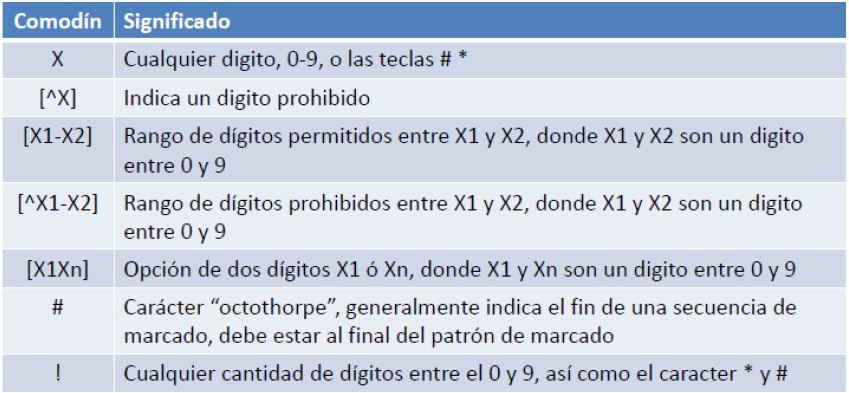 Comodín Significado
X Cualquier digito, 0-9, o las teclas # *
[^X] Indica un digito prohibido
[X1-X2] Rango de dígitos permitidos entre X1 y X2, donde X1 y X2 son un digito
entre 0 y 9
[^X1-X2] Rango de dígitos prohibidos entre X1 y X2, donde X1 y X2 son un digito
entre 0 y 9
[X1Xn] Opción de dos dígitos X1 ó Xn, donde X1 y Xn son un digito entre 0 y 9
# Carácter “octothorpe”, generalmente indica el fin de una secuencia de
marcado, debe estar al final del patrón de marcado
! Cualquier cantidad de dígitos entre el 0 y 9, así como el caracter * y #